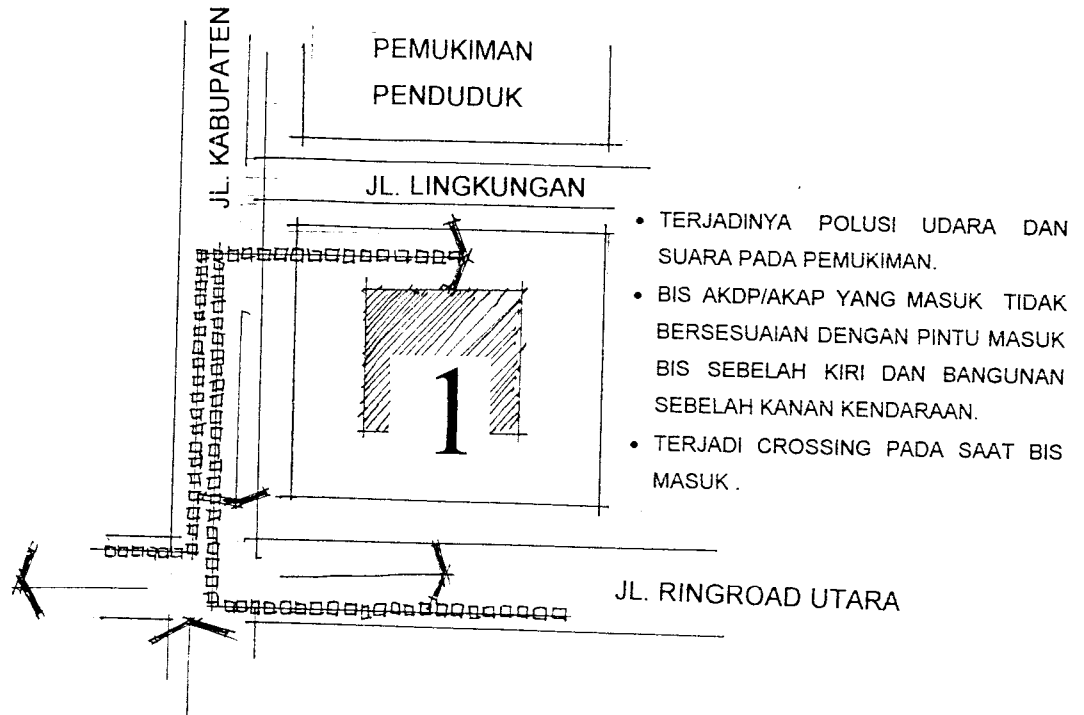 JL. KABUPATEN
PEMUKIMAN
PENDUDUK
JL. LINGKUNGAN
1
• TERJADINYA POLUSI UDARA DAN
SUARA PADA PEMUKIMAN.
• BIS AKDP/AKAP YANG MASUK TIDAK
BERSESUAIAN DENGAN PINTU MASUK
BIS SEBELAH KIRI DAN BANGUNAN
SEBELAH KANAN KENDARAAN.
• TERJADI CROSSING PADA SAAT BIS
MASUK .
JL. RINGROAD UTARA